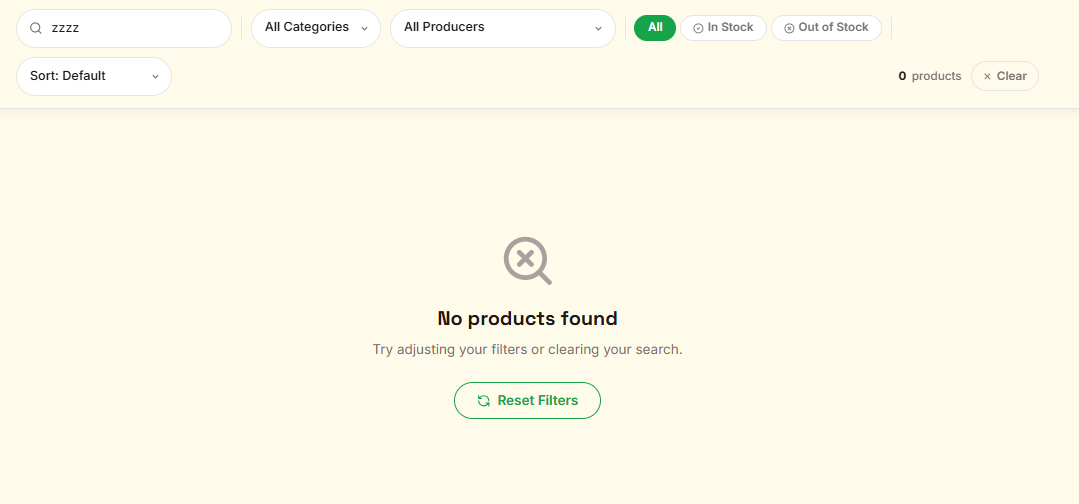 zzzz
All Categories
All Producers
All
In Stock
Out of Stock
Sort: Default
0 products
Clear
No products found
Try adjusting your filters or clearing your search.
Reset Filters